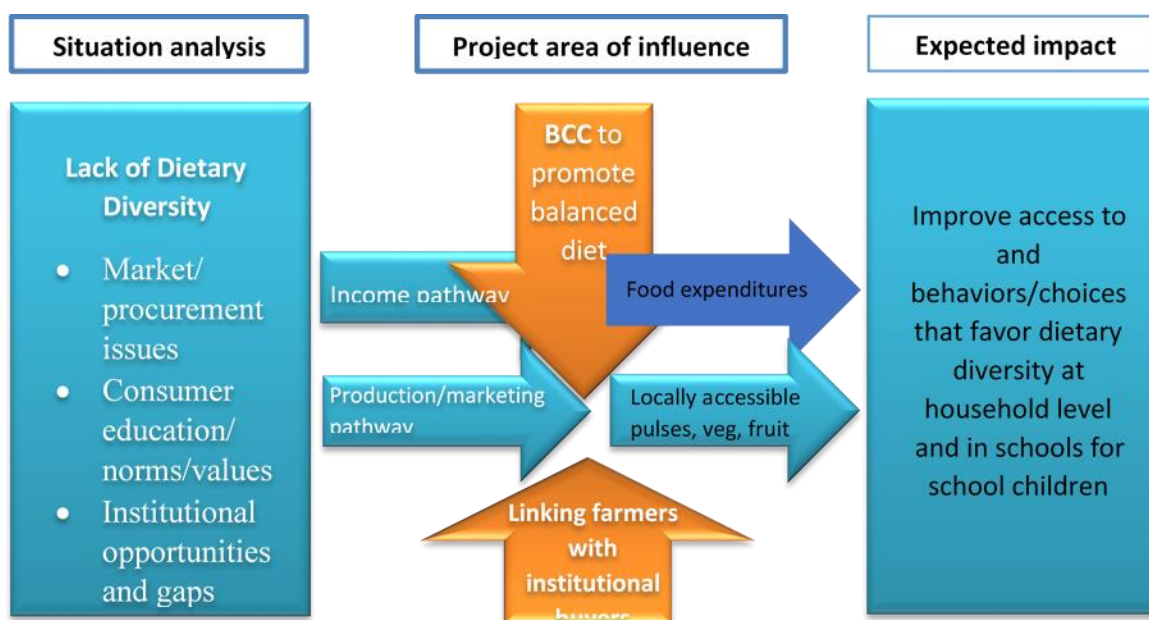 Situation analysis
Project area of influence
Expected impact
Lack of Dietary
Diversity
• Market/
procurement
issues
• Consumer
education/
norms/values
• Institutional
opportunities
and gaps
BCC to
promote
balanced
diet
Income pathway
Food expenditures
Production/marketing
pathway
Locally accessible
pulses, veg, fruit
Linking farmers
with
institutional
buyers
Improve access to
and
behaviors/choices
that favor dietary
diversity at
household level
and in schools for
school children